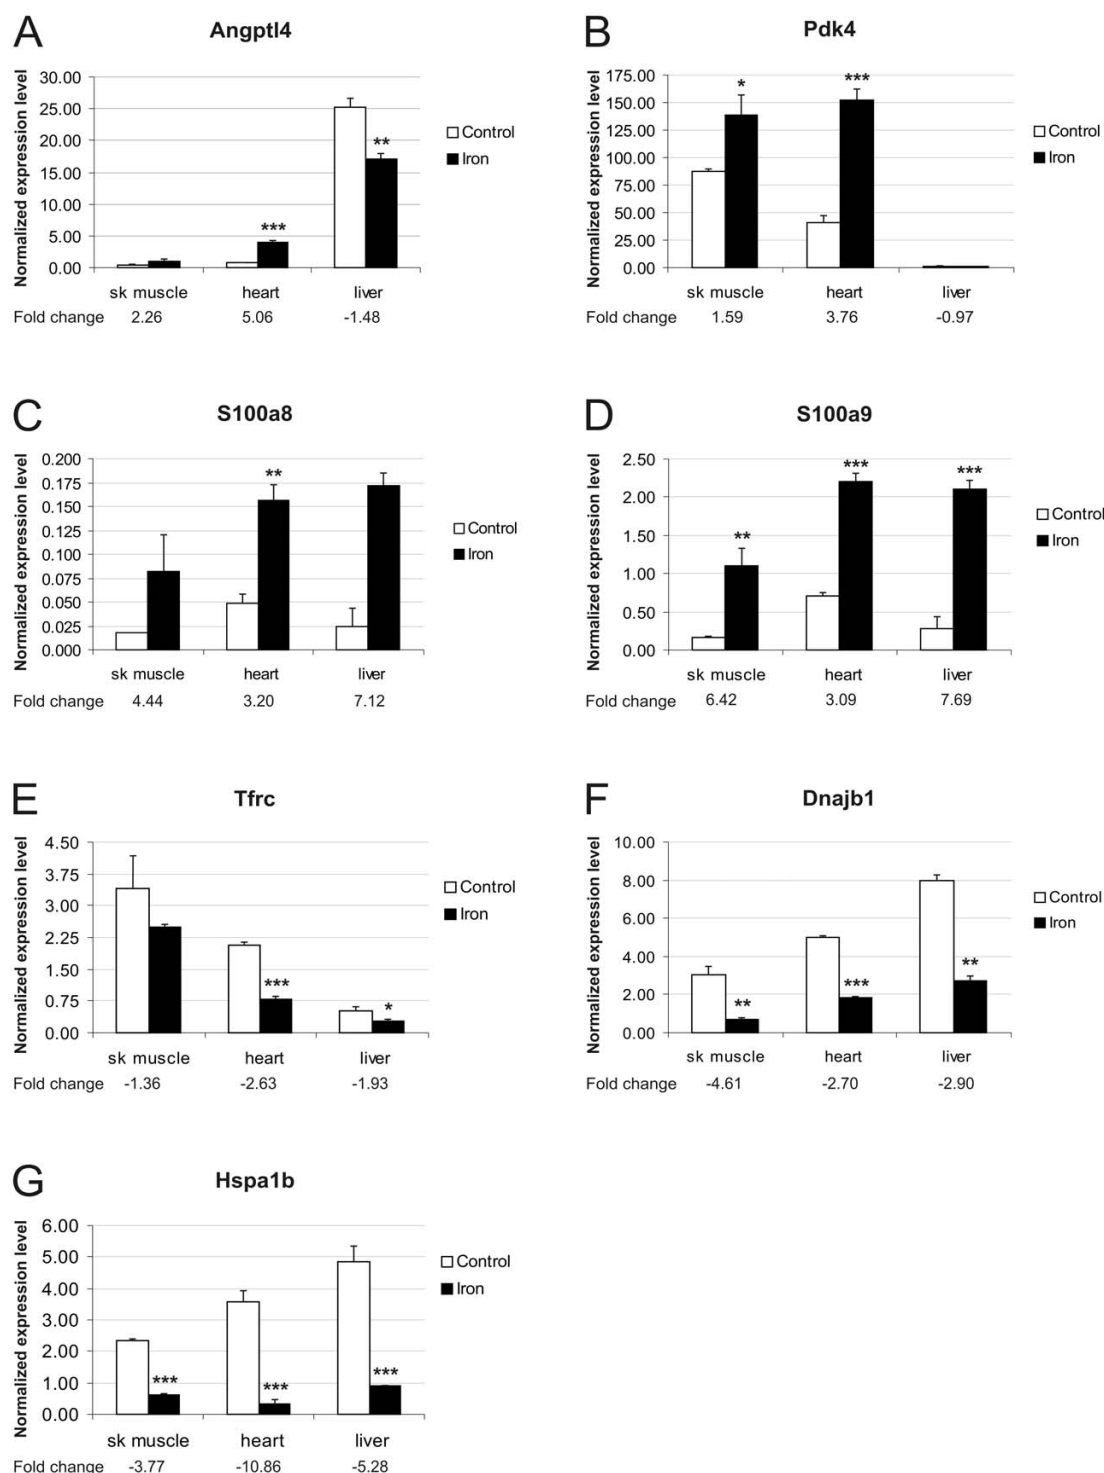 A
Angptl4
Normalized expression level
30.00
25.00
20.00
15.00
10.00
5.00
0.00
***
**
Control
Iron
sk muscle heart liver
Fold change 2.26 5.06 -1.48
B
Pdk4
Normalized expression level
175.00
150.00
125.00
100.00
75.00
50.00
25.00
0.00
*
***
Control
Iron
sk muscle heart liver
Fold change 1.59 3.76 -0.97
C
S100a8
Normalized expression level
0.200
0.175
0.150
0.125
0.100
0.075
0.050
0.025
0.000
**
Control
Iron
sk muscle heart liver
Fold change 4.44 3.20 7.12
D
S100a9
Normalized expression level
2.50
2.00
1.50
1.00
0.50
0.00
**
***
***
Control
Iron
sk muscle heart liver
Fold change 6.42 3.09 7.69
E
Tfrc
Normalized expression level
4.50
3.75
3.00
2.25
1.50
0.75
0.00
***
*
Control
Iron
sk muscle heart liver
Fold change -1.36 -2.63 -1.93
F
Dnajb1
Normalized expression level
10.00
8.00
6.00
4.00
2.00
0.00
**
***
**
Control
Iron
sk muscle heart liver
Fold change -4.61 -2.70 -2.90
G
Hspa1b
Normalized expression level
6.00
5.00
4.00
3.00
2.00
1.00
0.00
***
***
***
Control
Iron
sk muscle heart liver
Fold change -3.77 -10.86 -5.28